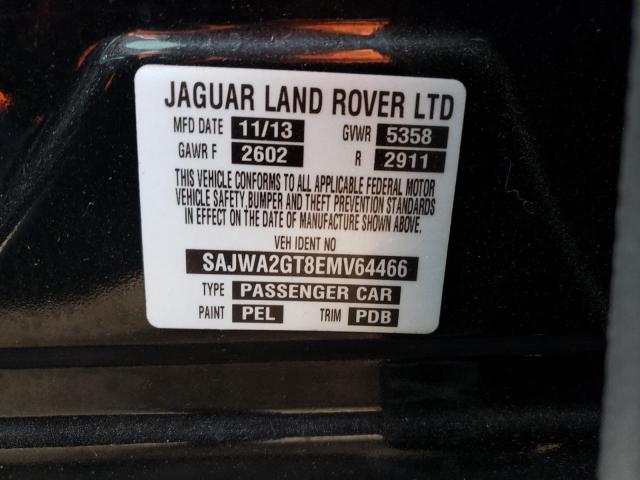 JAGUAR LAND ROVER LTD
MFD DATE 11/13 GVWR 5358
GAWR F 2602 R 2911
THIS VEHICLE CONFORMS TO ALL APPLICABLE FEDERAL MOTOR
VEHICLE SAFETY, BUMPER AND THEFT PREVENTION STANDARDS
IN EFFECT ON THE DATE OF MANUFACTURE SHOWN ABOVE.
VEH IDENT NO
SAJWA2GT8EMV64466
TYPE PASSENGER CAR
PAINT PEL TRIM PDB